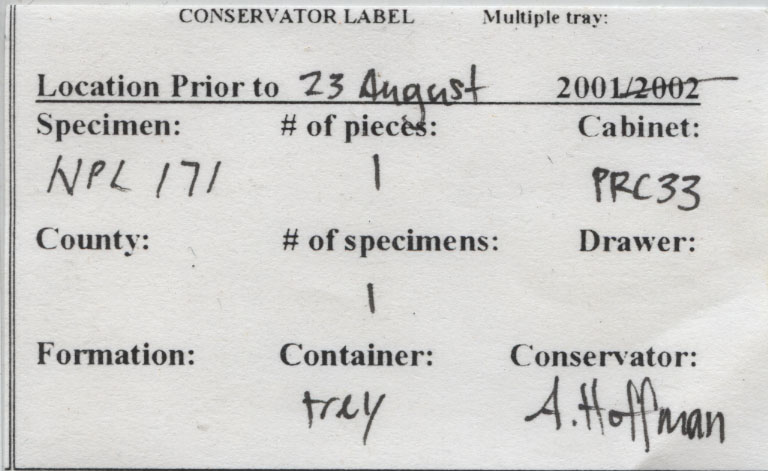 CONSERVATOR LABEL Multiple tray:
Location Prior to 23 August 2001/2002
Specimen: # of pieces: Cabinet:
NPL 171 1 PRC33
County: # of specimens: Drawer:
1
Formation: Container: Conservator:
tray A. Hoffman